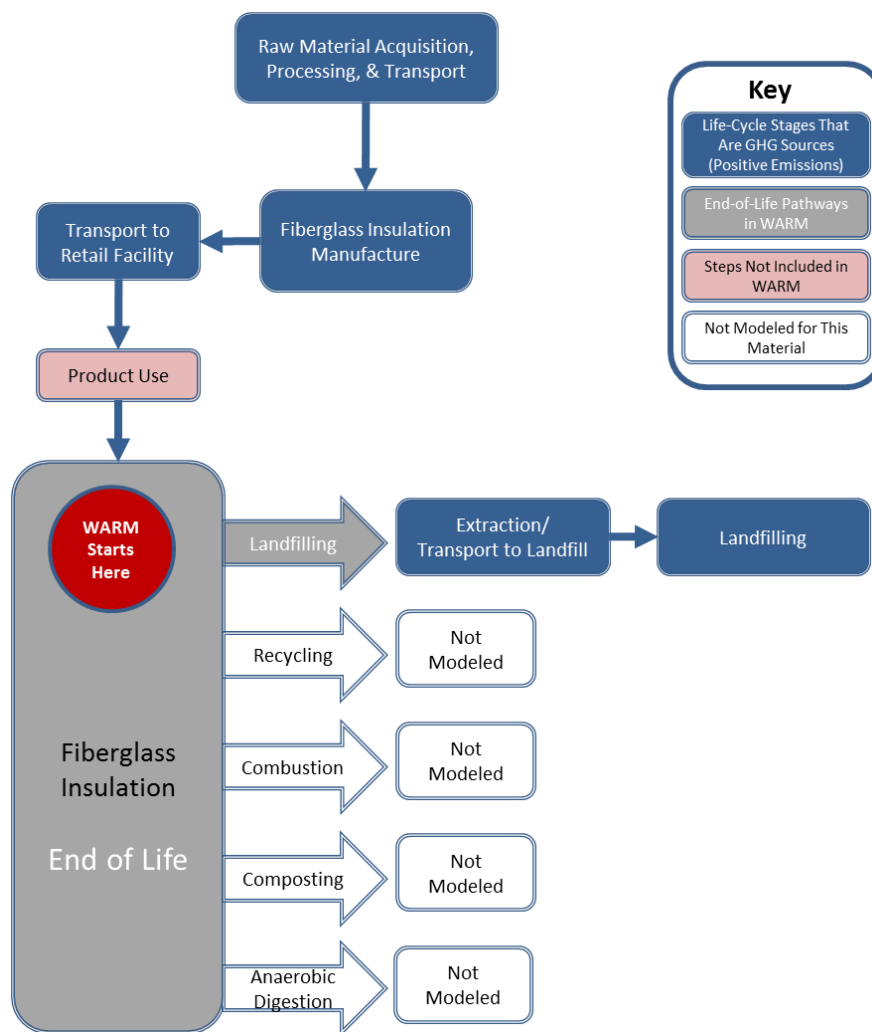 Raw Material Acquisition,
Processing, & Transport
Key
Life-Cycle Stages That
Are GHG Sources
(Positive Emissions)
End-of-Life Pathways
in WARM
Steps Not Included in
WARM
Not Modeled for This
Material
Transport to
Retail Facility
Fiberglass Insulation
Manufacture
Product Use
WARM
Starts
Here
Fiberglass
Insulation
End of Life
Landfilling
Extraction/
Transport to Landfill
Landfilling
Recycling
Not
Modeled
Combustion
Not
Modeled
Composting
Not
Modeled
Anaerobic
Digestion
Not
Modeled